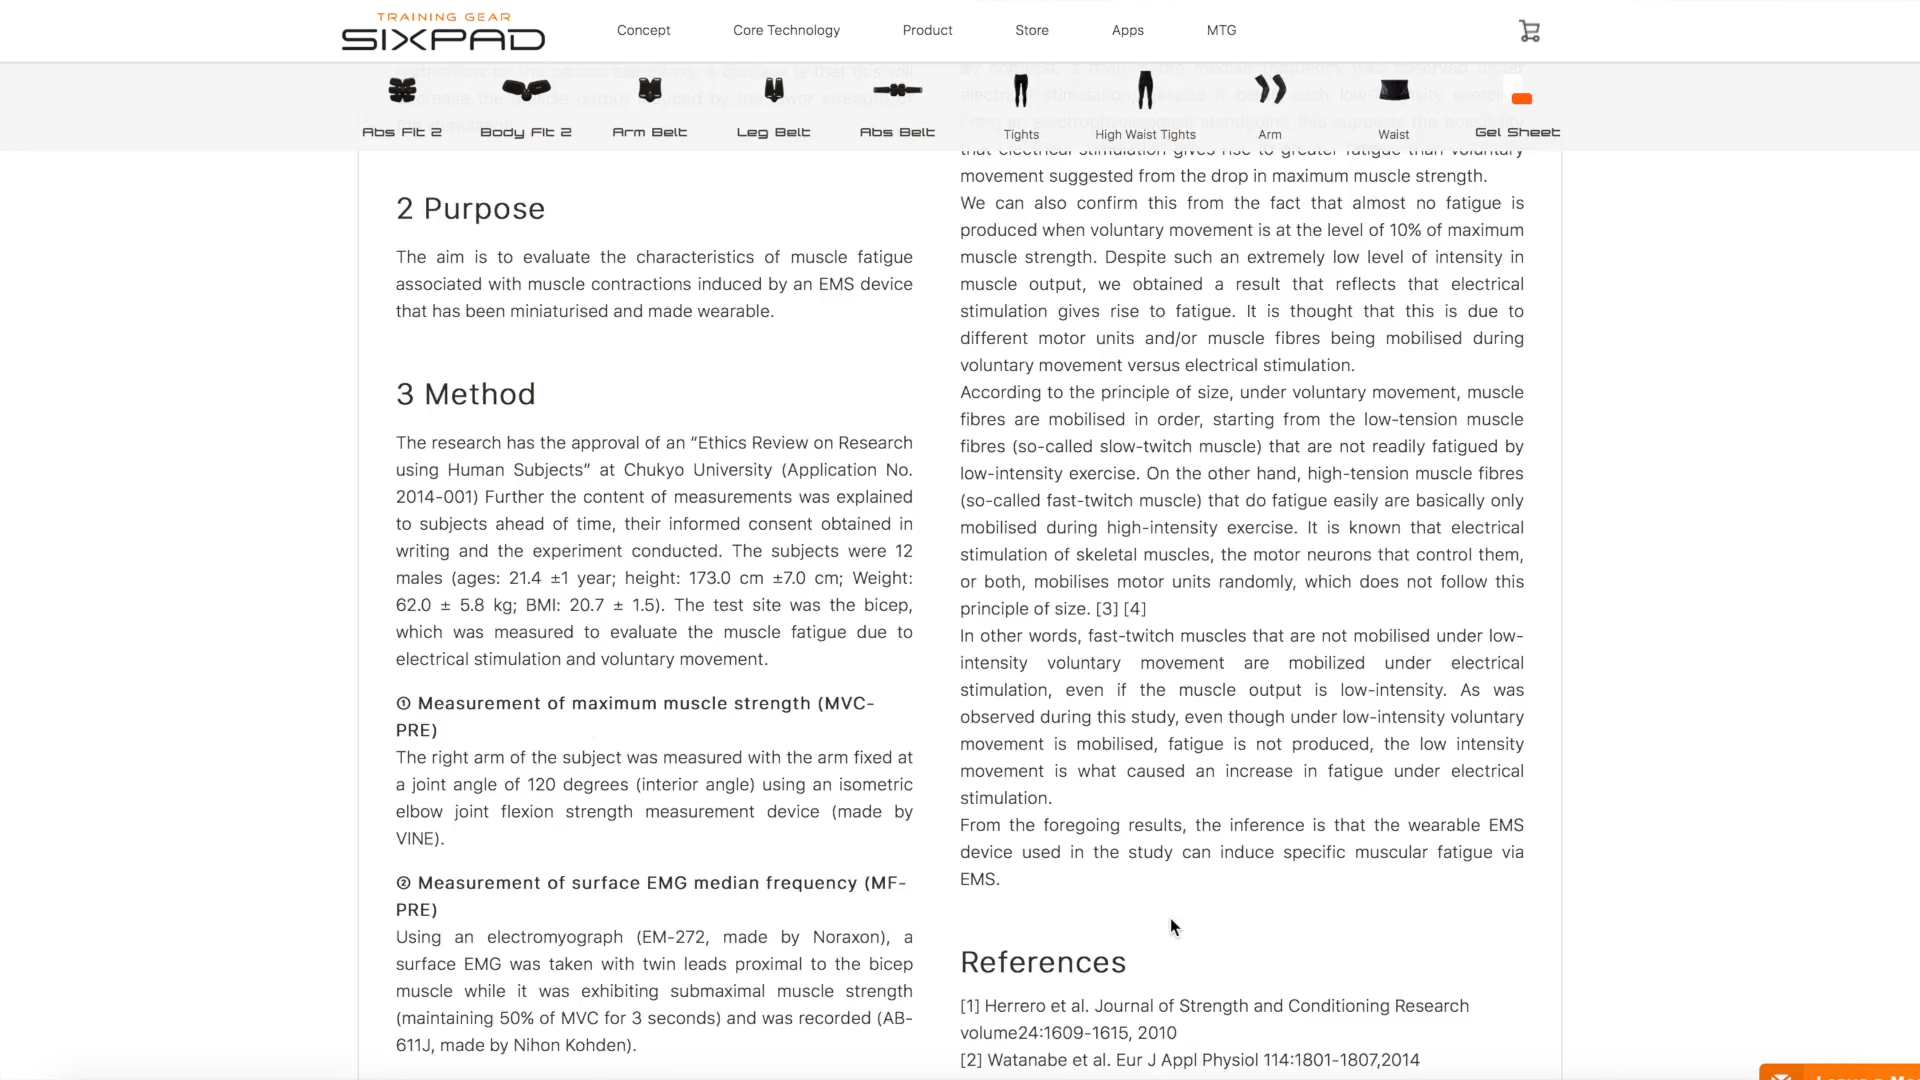 TRAINING GEAR
SIXPAD
Concept
Core Technology
Product
Store
Apps
MTG
Abs Fit 2
Body Fit 2
Arm Belt
Leg Belt
Abs Belt
Tights
High Waist Tights
Arm
Waist
Gel Sheet
2 Purpose
The aim is to evaluate the characteristics of muscle fatigue
associated with muscle contractions induced by an EMS device
that has been miniaturised and made wearable.
3 Method
The research has the approval of an “Ethics Review on Research
using Human Subjects” at Chukyo University (Application No.
2014-001) Further the content of measurements was explained
to subjects ahead of time, their informed consent obtained in
writing and the experiment conducted. The subjects were 12
males (ages: 21.4 ±1 year; height: 173.0 cm ±7.0 cm; Weight:
62.0 ± 5.8 kg; BMI: 20.7 ± 1.5). The test site was the bicep,
which was measured to evaluate the muscle fatigue due to
electrical stimulation and voluntary movement.
① Measurement of maximum muscle strength (MVC-
PRE)
The right arm of the subject was measured with the arm fixed at
a joint angle of 120 degrees (interior angle) using an isometric
elbow joint flexion strength measurement device (made by
VINE).
② Measurement of surface EMG median frequency (MF-
PRE)
Using an electromyograph (EM-272, made by Noraxon), a
surface EMG was taken with twin leads proximal to the bicep
muscle while it was exhibiting submaximal muscle strength
(maintaining 50% of MVC for 3 seconds) and was recorded (AB-
611J, made by Nihon Kohden).
that electrical stimulation gives rise to greater fatigue than voluntary
movement suggested from the drop in maximum muscle strength.
We can also confirm this from the fact that almost no fatigue is
produced when voluntary movement is at the level of 10% of maximum
muscle strength. Despite such an extremely low level of intensity in
muscle output, we obtained a result that reflects that electrical
stimulation gives rise to fatigue. It is thought that this is due to
different motor units and/or muscle fibres being mobilised during
voluntary movement versus electrical stimulation.
According to the principle of size, under voluntary movement, muscle
fibres are mobilised in order, starting from the low-tension muscle
fibres (so-called slow-twitch muscle) that are not readily fatigued by
low-intensity exercise. On the other hand, high-tension muscle fibres
(so-called fast-twitch muscle) that do fatigue easily are basically only
mobilised during high-intensity exercise. It is known that electrical
stimulation of skeletal muscles, the motor neurons that control them,
or both, mobilises motor units randomly, which does not follow this
principle of size. [3] [4]
In other words, fast-twitch muscles that are not mobilised under low-
intensity voluntary movement are mobilized under electrical
stimulation, even if the muscle output is low-intensity. As was
observed during this study, even though under low-intensity voluntary
movement is mobilised, fatigue is not produced, the low intensity
movement is what caused an increase in fatigue under electrical
stimulation.
From the foregoing results, the inference is that the wearable EMS
device used in the study can induce specific muscular fatigue via
EMS.
References
[1] Herrero et al. Journal of Strength and Conditioning Research
volume24:1609-1615, 2010
[2] Watanabe et al. Eur J Appl Physiol 114:1801-1807,2014